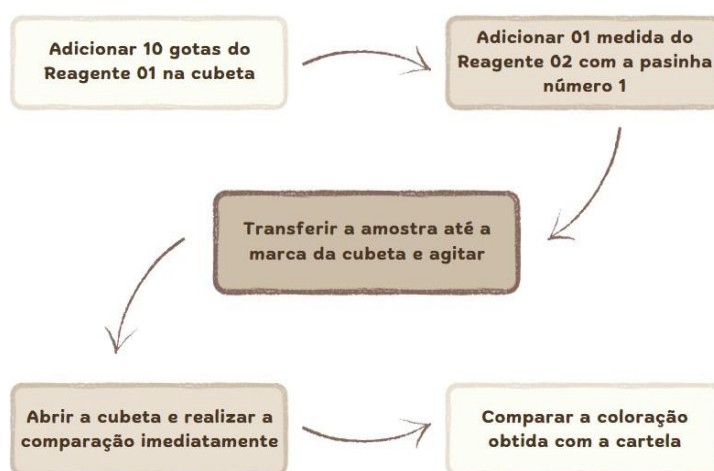 Adicionar 10 gotas do
Reagente 01 na cubeta
Adicionar 01 medida do
Reagente 02 com a pasinha
número 1
Transferir a amostra até a
marca da cubeta e agitar
Abrir a cubeta e realizar a
comparação imediatamente
Comparar a coloração
obtida com a cartela